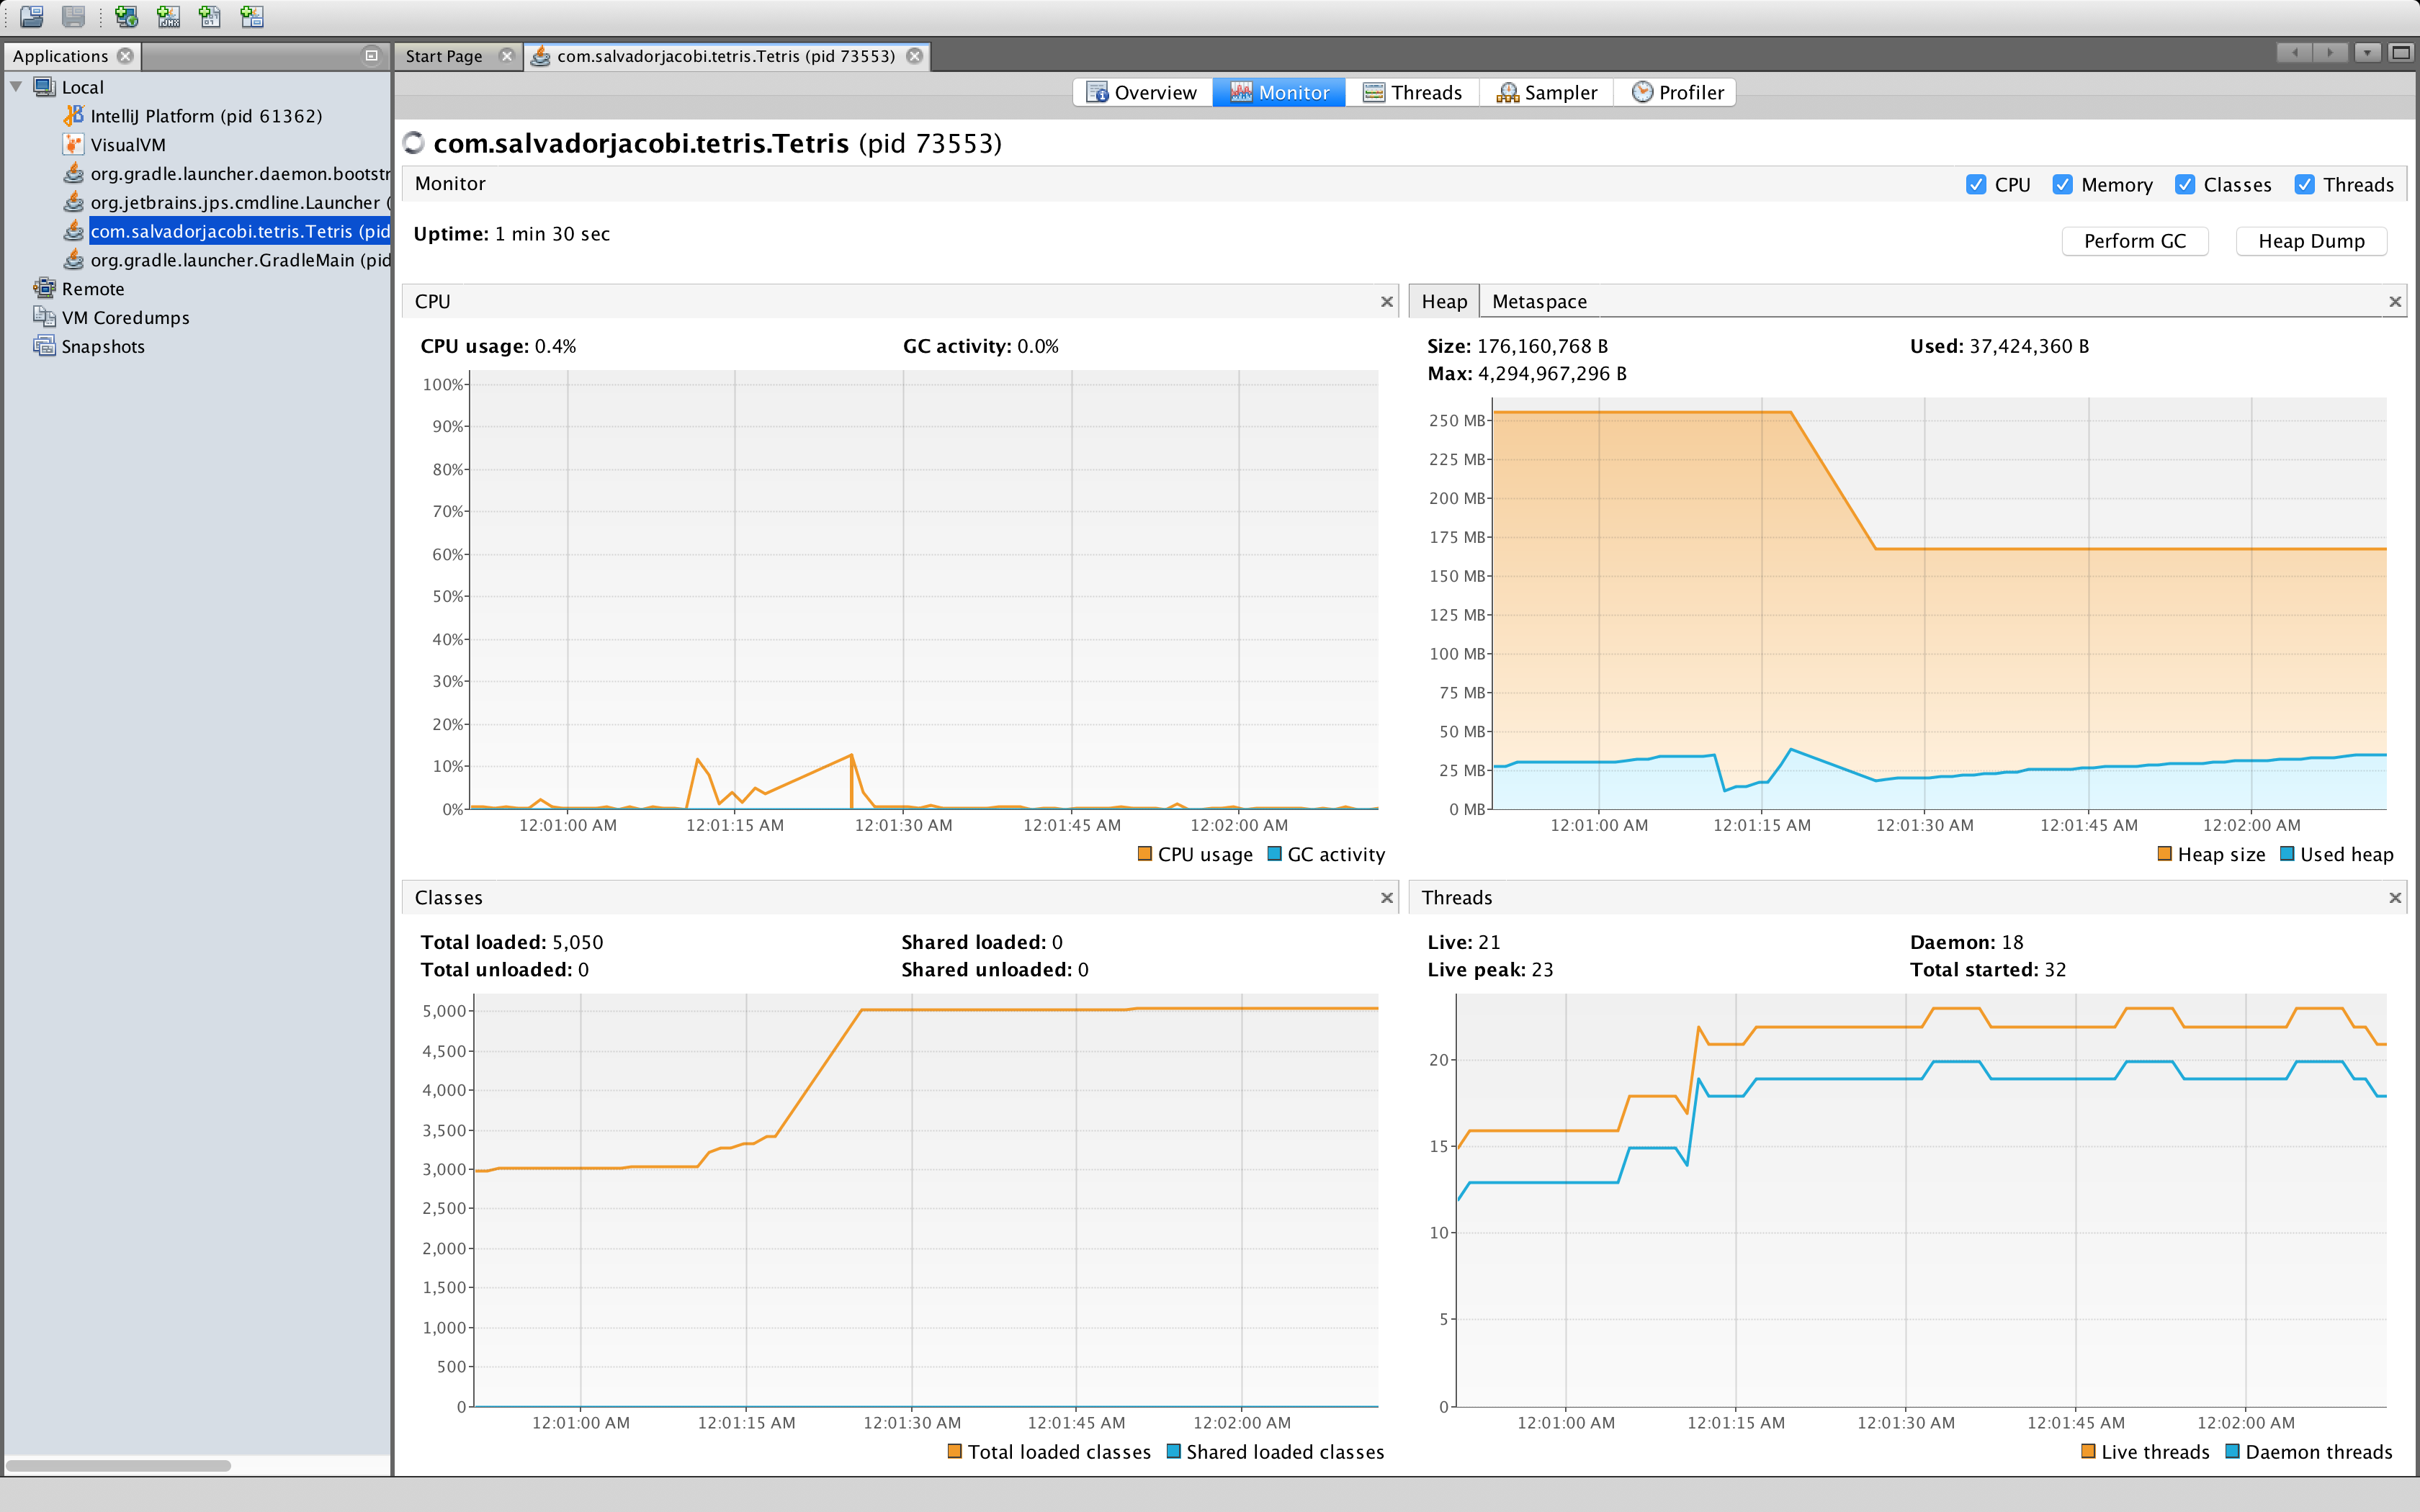 Applications
Start Page
com.salvadorjacobi.tetris.Tetris (pid 73553)
Local
IntelliJ Platform (pid 61362)
VisualVM
org.gradle.launcher.daemon.bootstr
org.jetbrains.jps.cmdline.Launcher (
com.salvadorjacobi.tetris.Tetris (pid
org.gradle.launcher.GradleMain (pid
Remote
VM Coredumps
Snapshots
Overview
Monitor
Threads
Sampler
Profiler
com.salvadorjacobi.tetris.Tetris (pid 73553)
Monitor
CPU
Memory
Classes
Threads
Uptime: 1 min 30 sec
Perform GC
Heap Dump
CPU
CPU usage: 0.4%
GC activity: 0.0%
100%
90%
80%
70%
60%
50%
40%
30%
20%
10%
0%
12:01:00 AM
12:01:15 AM
12:01:30 AM
12:01:45 AM
12:02:00 AM
CPU usage
GC activity
Heap
Metaspace
Size: 176,160,768 B
Used: 37,424,360 B
Max: 4,294,967,296 B
250 MB
225 MB
200 MB
175 MB
150 MB
125 MB
100 MB
75 MB
50 MB
25 MB
0 MB
12:01:00 AM
12:01:15 AM
12:01:30 AM
12:01:45 AM
12:02:00 AM
Heap size
Used heap
Classes
Total loaded: 5,050
Shared loaded: 0
Total unloaded: 0
Shared unloaded: 0
5,000
4,500
4,000
3,500
3,000
2,500
2,000
1,500
1,000
500
0
12:01:00 AM
12:01:15 AM
12:01:30 AM
12:01:45 AM
12:02:00 AM
Total loaded classes
Shared loaded classes
Threads
Live: 21
Daemon: 18
Live peak: 23
Total started: 32
20
15
10
5
0
12:01:00 AM
12:01:15 AM
12:01:30 AM
12:01:45 AM
12:02:00 AM
Live threads
Daemon threads